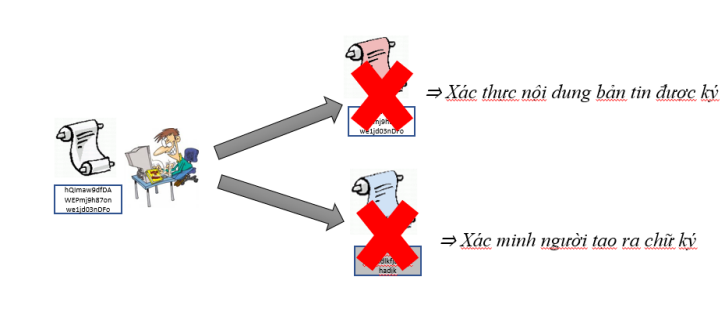 hQimaw9dfDA
WEPmj9h87on
we1jd03nDFo
we1jd03nDFo
⇒ Xác thực nội dung bản tin được ký
hadik
⇒ Xác minh người tạo ra chữ ký